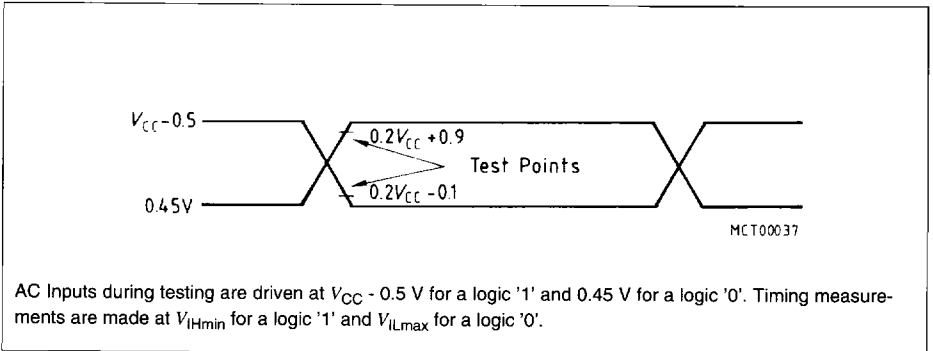 V_CC-0.5
0.2V_CC +0.9
Test Points
0.2V_CC -0.1
0.45V
MCT00037
AC Inputs during testing are driven at V_CC - 0.5 V for a logic '1' and 0.45 V for a logic '0'. Timing measure-
ments are made at V_IHmin for a logic '1' and V_ILmax for a logic '0'.